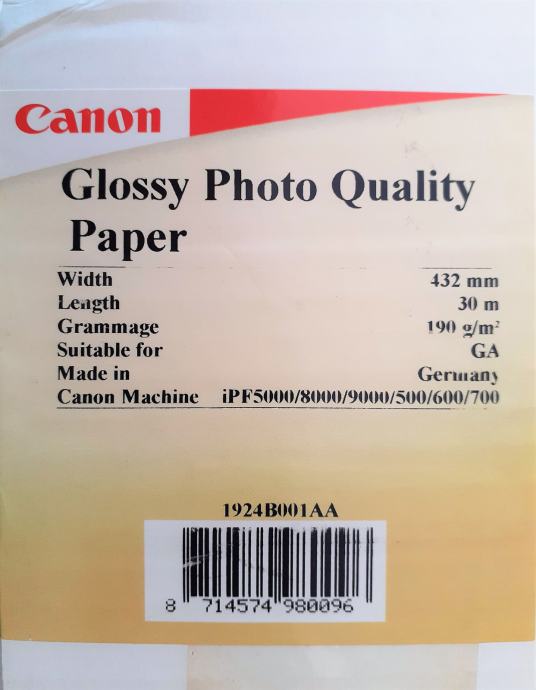 Canon
Glossy Photo Quality
Paper
Width 432 mm
Length 30 m
Grammage 190 g/m²
Suitable for GA
Made in Germany
Canon Machine iPF5000/8000/9000/500/600/700
1924B001AA
8 714574 980096